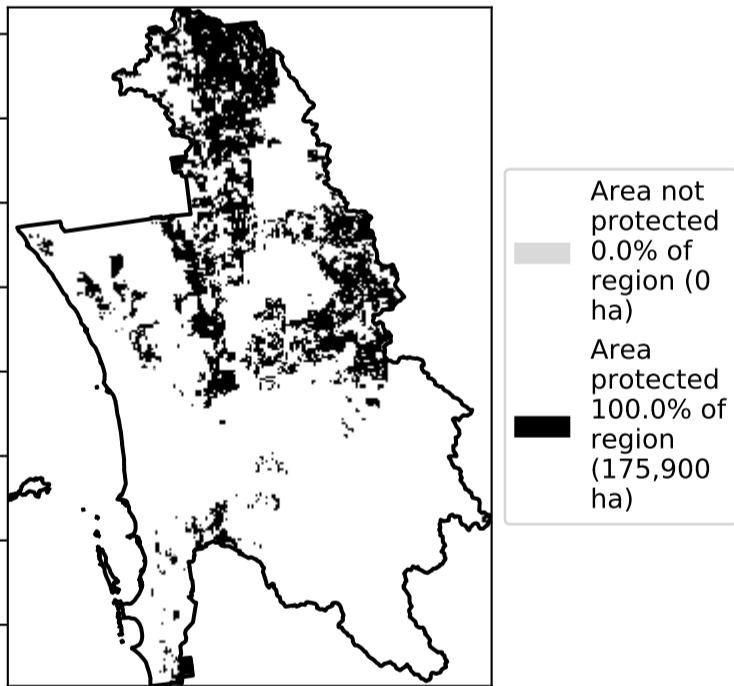 Area not
protected
0.0% of
region (0
ha)
Area
protected
100.0% of
region
(175,900
ha)